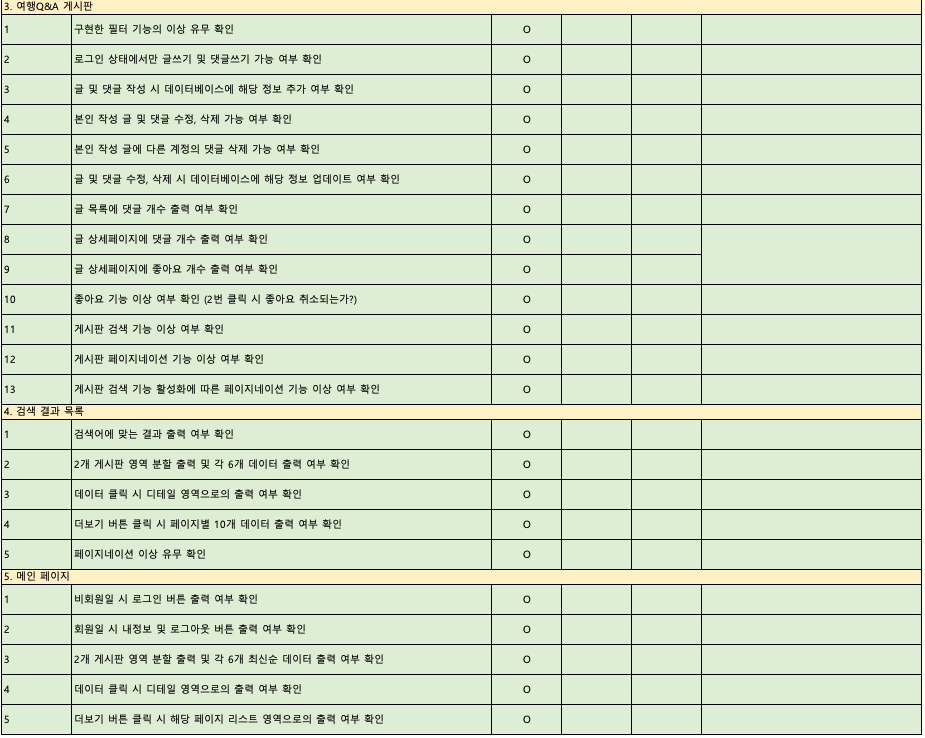 3. 여행Q&A 게시판
1 구현한 필터 기능의 이상 유무 확인 O
2 로그인 상태에서만 글쓰기 및 댓글쓰기 가능 여부 확인 O
3 글 및 댓글 작성 시 데이터베이스에 해당 정보 추가 여부 확인 O
4 본인 작성 글 및 댓글 수정, 삭제 가능 여부 확인 O
5 본인 작성 글에 다른 계정의 댓글 삭제 가능 여부 확인 O
6 글 및 댓글 수정, 삭제 시 데이터베이스에 해당 정보 업데이트 여부 확인 O
7 글 목록에 댓글 개수 출력 여부 확인 O
8 글 상세페이지에 댓글 개수 출력 여부 확인 O
9 글 상세페이지에 좋아요 개수 출력 여부 확인 O
10 좋아요 기능 이상 여부 확인 (2번 클릭 시 좋아요 취소되는가?) O
11 게시판 검색 기능 이상 여부 확인 O
12 게시판 페이지네이션 기능 이상 여부 확인 O
13 게시판 검색 기능 활성화에 따른 페이지네이션 기능 이상 여부 확인 O
4. 검색 결과 목록
1 검색어에 맞는 결과 출력 여부 확인 O
2 2개 게시판 영역 분할 출력 및 각 6개 데이터 출력 여부 확인 O
3 데이터 클릭 시 디테일 영역으로의 출력 여부 확인 O
4 더보기 버튼 클릭 시 페이지별 10개 데이터 출력 여부 확인 O
5 페이지네이션 이상 유무 확인 O
5. 메인 페이지
1 비회원일 시 로그인 버튼 출력 여부 확인 O
2 회원일 시 내정보 및 로그아웃 버튼 출력 여부 확인 O
3 2개 게시판 영역 분할 출력 및 각 6개 최신순 데이터 출력 여부 확인 O
4 데이터 클릭 시 디테일 영역으로의 출력 여부 확인 O
5 더보기 버튼 클릭 시 해당 페이지 리스트 영역으로의 출력 여부 확인 O